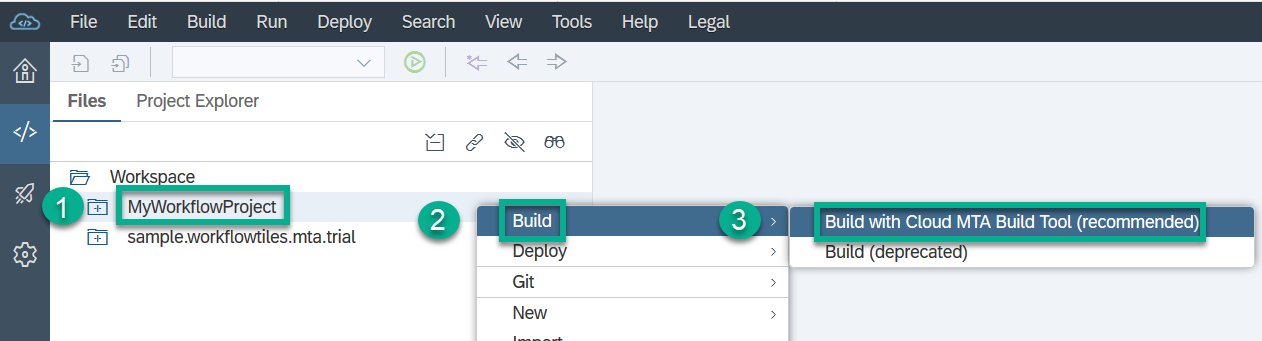 File Edit Build Run Deploy Search View Tools Help Legal
Files Project Explorer
Workspace
1 MyWorkflowProject
2 Build 3 Build with Cloud MTA Build Tool (recommended)
sample.workflowtiles.mta.trial
Deploy Build (deprecated)
Git
New
Import